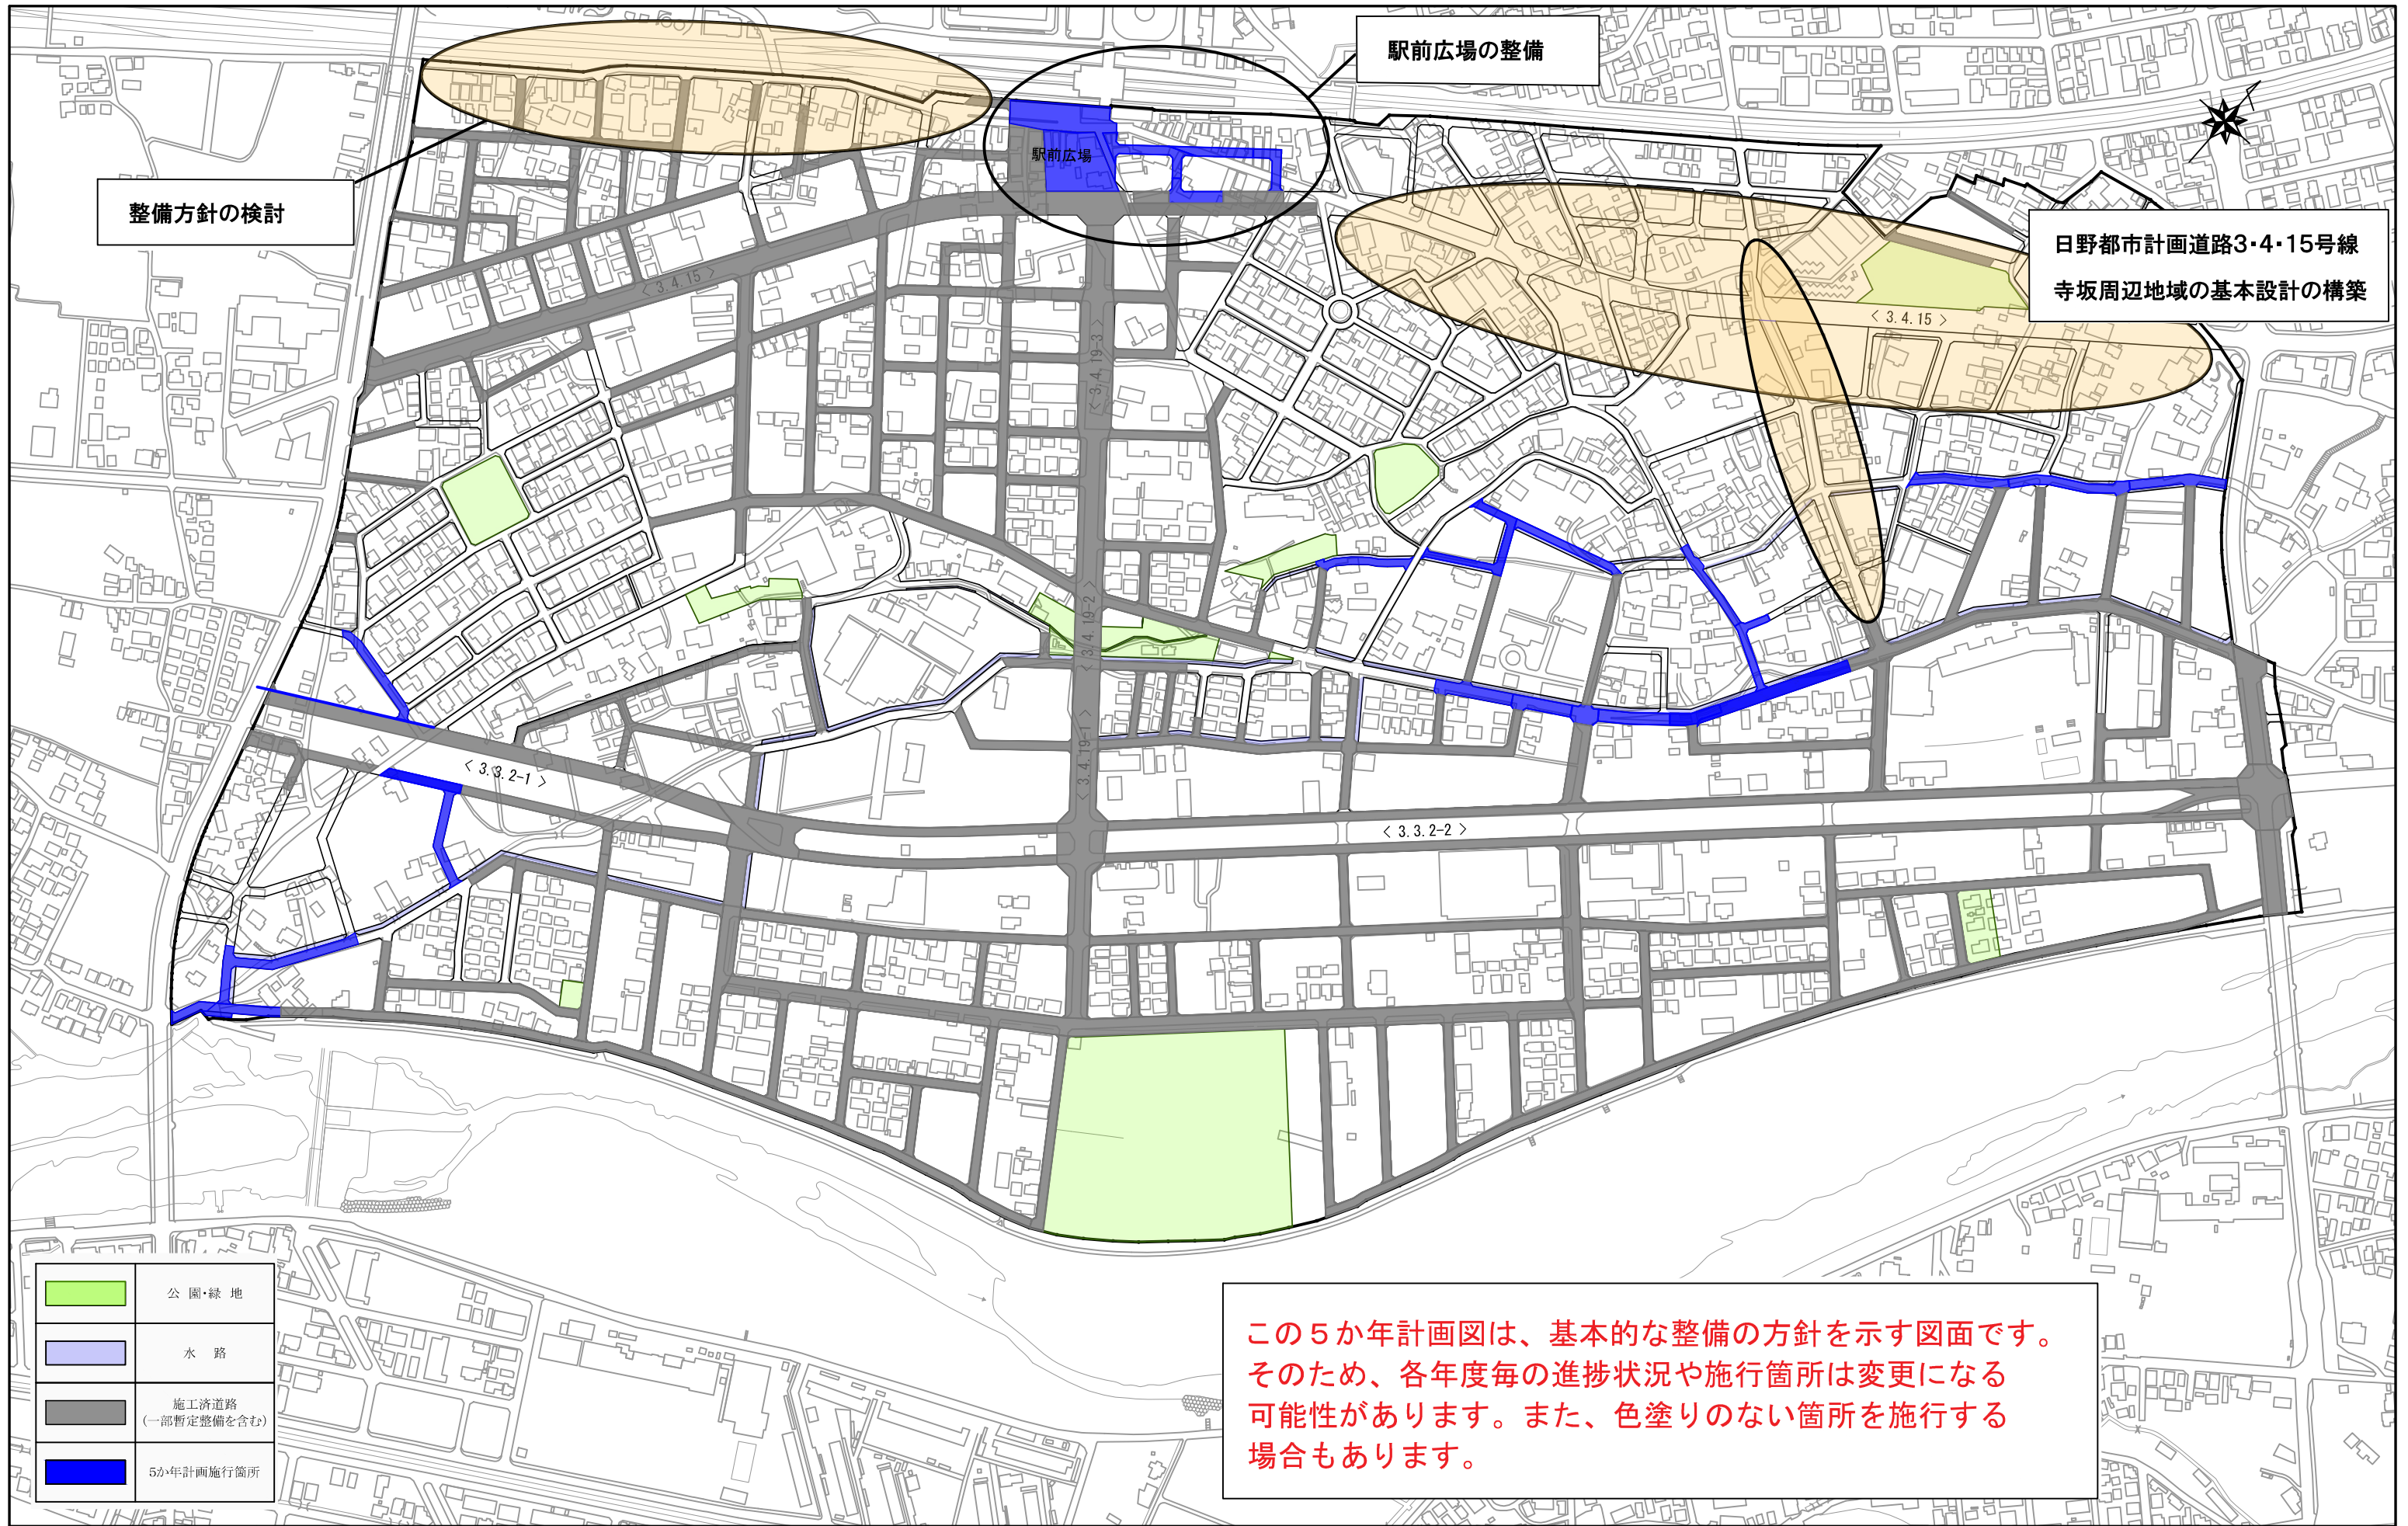 駅前広場の整備
駅前広場
整備方針の検討
日野都市計画道路3・4・15号線
寺坂周辺地域の基本設計の構築
< 3.4.15 >
< 3.4.15 >
< 3.4.19-3 >
< 3.4.19-2 >
< 3.4.19-1 >
< 3.3.2-1 >
< 3.3.2-2 >
公園・緑地
水路
施工済道路
(一部暫定整備を含む)
5か年計画施行箇所
この５か年計画図は、基本的な整備の方針を示す図面です。
そのため、各年度毎の進捗状況や施行箇所は変更になる
可能性があります。また、色塗りのない箇所を施行する
場合もあります。